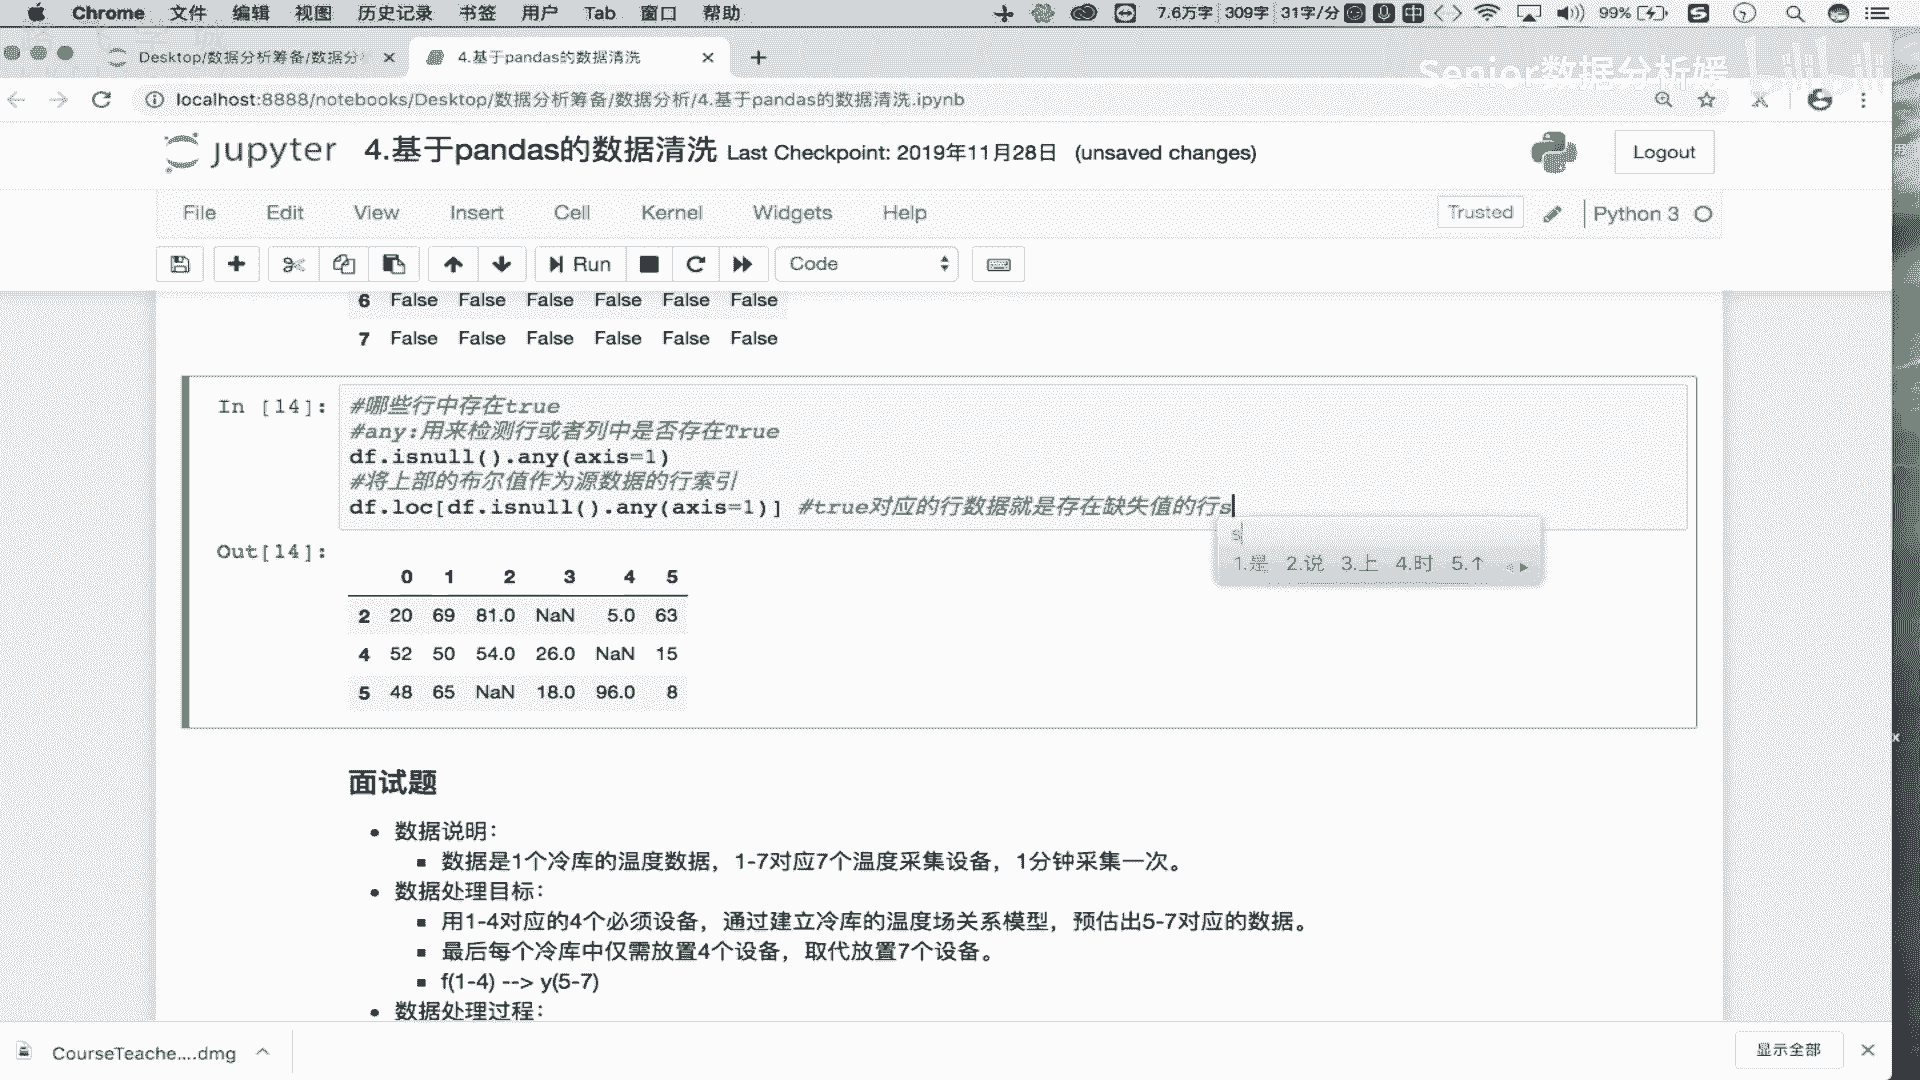 Chrome 文件 编辑 视图 历史记录 书签 用户 Tab 窗口 帮助 7.6万字 309字 31字/分 中 99%
Desktop/数据分析筹备/数据分 4.基于pandas的数据清洗
Senior数据分析媛 bilibili
localhost:8888/notebooks/Desktop/数据分析筹备/数据分析/4.基于pandas的数据清洗.ipynb
jupyter 4.基于pandas的数据清洗 Last Checkpoint: 2019年11月28日 (unsaved changes) Logout
File Edit View Insert Cell Kernel Widgets Help Trusted Python 3
Run Code
6 False False False False False False
7 False False False False False False
In [14]: #哪些行中存在true
#any:用来检测行或者列中是否存在True
df.isnull().any(axis=1)
#将上部的布尔值作为源数据的行索引
df.loc[df.isnull().any(axis=1)] #true对应的行数据就是存在缺失值的行s
s
1.是 2.说 3.上 4.时 5.↑
Out[14]:
0 1 2 3 4 5
2 20 69 81.0 NaN 5.0 63
4 52 50 54.0 26.0 NaN 15
5 48 65 NaN 18.0 96.0 8
面试题
数据说明：
数据是1个冷库的温度数据，1-7对应7个温度采集设备，1分钟采集一次。
数据处理目标：
用1-4对应的4个必须设备，通过建立冷库的温度场关系模型，预估出5-7对应的数据。
最后每个冷库中仅需放置4个设备，取代放置7个设备。
f(1-4) --> y(5-7)
数据处理过程：
CourseTeache....dmg 显示全部